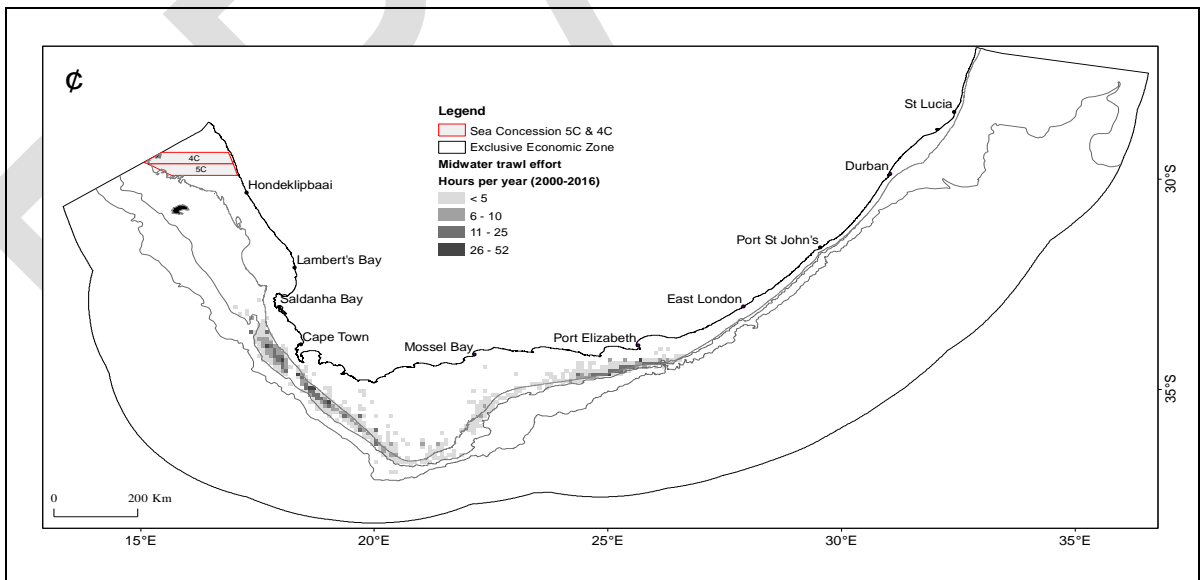 ₵
Legend
Sea Concession 5C & 4C
Exclusive Economic Zone
Midwater trawl effort
Hours per year (2000-2016)
< 5
6 - 10
11 - 25
26 - 52
4C
5C
Hondeklipbaai
Lambert's Bay
Saldanha Bay
Cape Town
Mossel Bay
Port Elizabeth
East London
Port St John's
Durban
St Lucia
30°S
35°S
0 200 Km
15°E 20°E 25°E 30°E 35°E